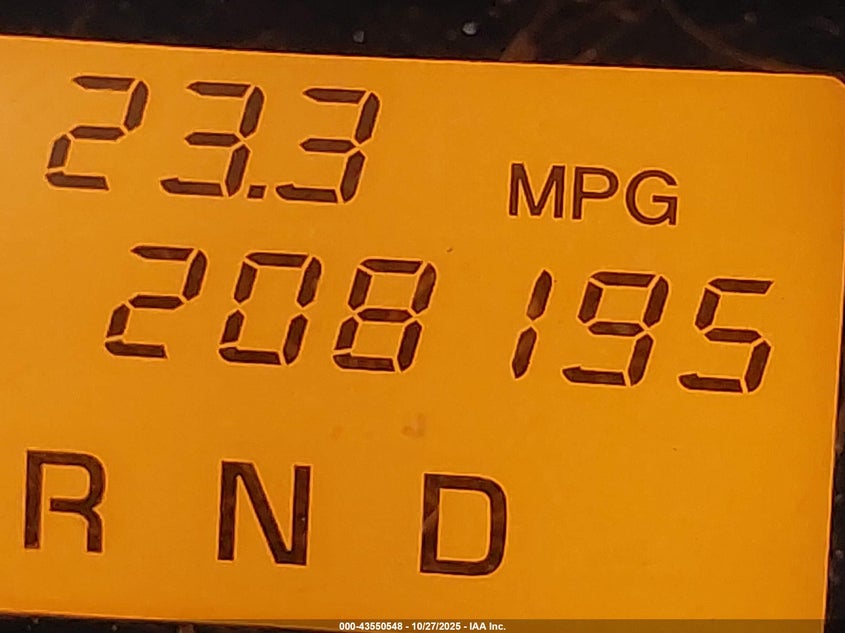 23.3 MPG
208195
R N D
000-43550548 - 10/27/2025 - IAA Inc.